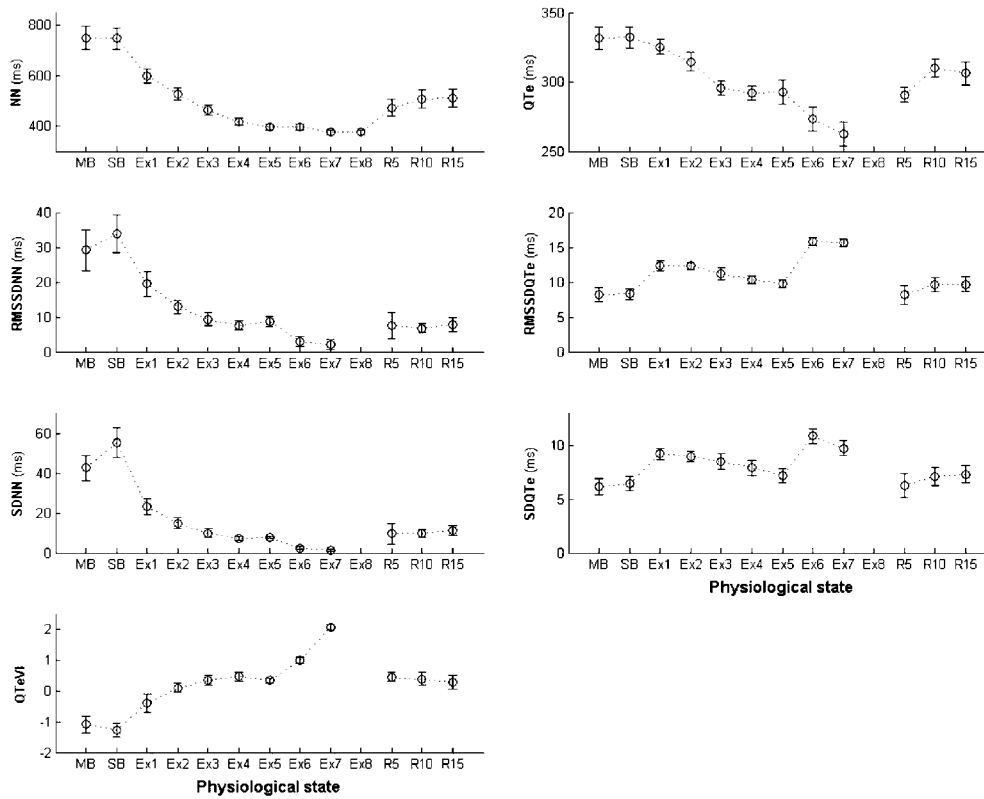 NN (ms)
800
600
400
MB SB Ex1 Ex2 Ex3 Ex4 Ex5 Ex6 Ex7 Ex8 R5 R10 R15
QTe (ms)
350
300
250
MB SB Ex1 Ex2 Ex3 Ex4 Ex5 Ex6 Ex7 Ex8 R5 R10 R15
RMSSDNN (ms)
40
30
20
10
0
MB SB Ex1 Ex2 Ex3 Ex4 Ex5 Ex6 Ex7 Ex8 R5 R10 R15
RMSSDQTe (ms)
20
15
10
5
0
MB SB Ex1 Ex2 Ex3 Ex4 Ex5 Ex6 Ex7 Ex8 R5 R10 R15
SDNN (ms)
60
40
20
0
MB SB Ex1 Ex2 Ex3 Ex4 Ex5 Ex6 Ex7 Ex8 R5 R10 R15
SDQTe (ms)
10
5
0
MB SB Ex1 Ex2 Ex3 Ex4 Ex5 Ex6 Ex7 Ex8 R5 R10 R15
Physiological state
QTeVI
2
1
0
-1
-2
MB SB Ex1 Ex2 Ex3 Ex4 Ex5 Ex6 Ex7 Ex8 R5 R10 R15
Physiological state